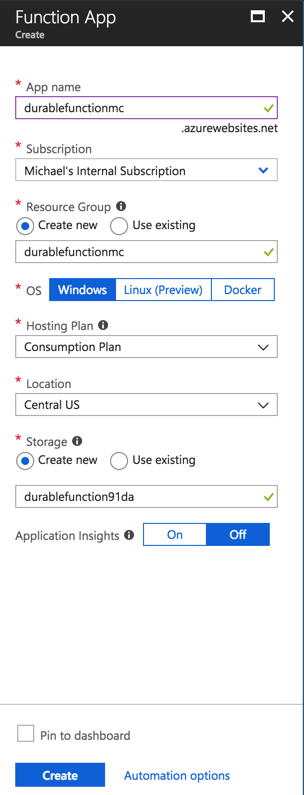 Function App
Create
* App name
durablefunctionmc
.azurewebsites.net
* Subscription
Michael's Internal Subscription
* Resource Group
Create new Use existing
durablefunctionmc
* OS Windows Linux (Preview) Docker
* Hosting Plan
Consumption Plan
* Location
Central US
* Storage
Create new Use existing
durablefunction91da
Application Insights On Off
Pin to dashboard
Create Automation options